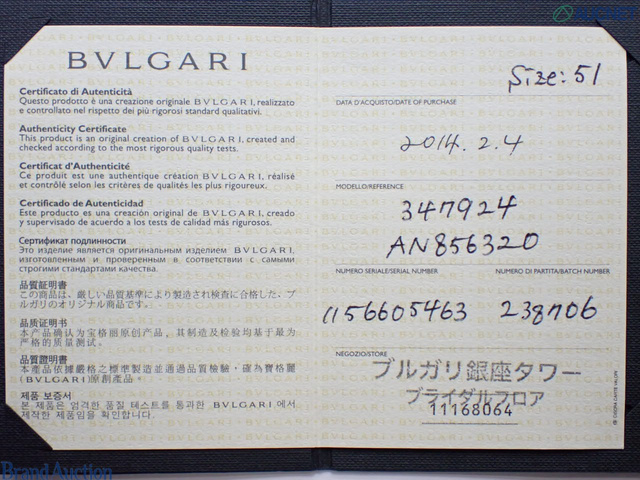 BVLGARI
Certificato di Autenticità
Questo prodotto è una creazione originale BVLGARI, realizzato
e controllato nel rispetto dei più rigorosi standard qualitativi.
Authenticity Certificate
This product is an original creation of BVLGARI, created and
checked according to the most rigorous quality tests.
Certificat d'Authenticité
Ce produit est une authentique création BVLGARI, réalisé
et contrôlé selon les critères de qualités les plus rigoureux.
Certificado de Autenticidad
Este producto es una creación original de BVLGARI, creado
y supervisado de acuerdo a los tests de calidad más rigurosos.
Сертификат подлинности
Это изделие является оригинальным изделием BVLGARI,
изготовленным и проверенным в соответствии с самыми
строгими стандартами качества.
品質証明書
この商品は、厳しい品質基準により製造され検査に合格した、ブ
ルガリのオリジナル商品です。
品质证明书
本产品确认为宝格丽原创产品，其制造及检验均基于最为
严格的质量测试。
品質證明書
本產品依據嚴格之標準製造並通過品質檢驗，確為寶格麗
(BVLGARI)原創產品。
제품 보증서
본 제품은 엄격한 품질 테스트를 통과한 BVLGARI 에서
제작한 제품임을 확인합니다.
Size: 51
DATA D'ACQUISTO/DATE OF PURCHASE
2014. 2. 4
MODELLO/REFERENCE
347924
AN856320
NUMERO SERIALE/SERIAL NUMBER
NUMERO DI PARTITA/BATCH NUMBER
1156605463
238706
NEGOZIO/STORE
ブルガリ銀座タワー
ブライダルフロア
11168064
Brand Auction